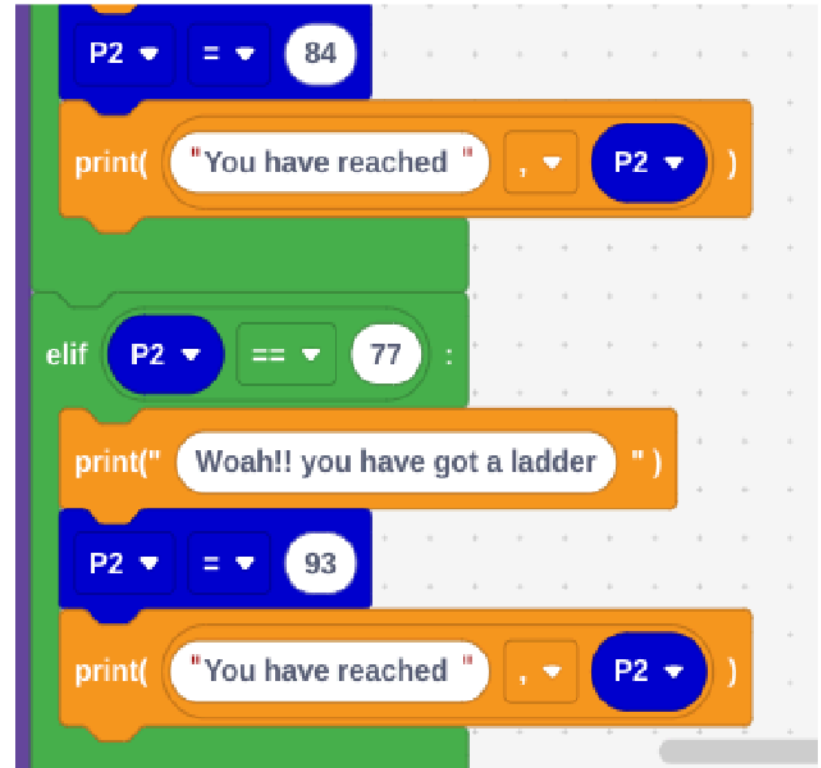 P2 = 84
print( "You have reached " , P2 )
elif P2 == 77 :
print(" Woah!! you have got a ladder ")
P2 = 93
print( "You have reached " , P2 )